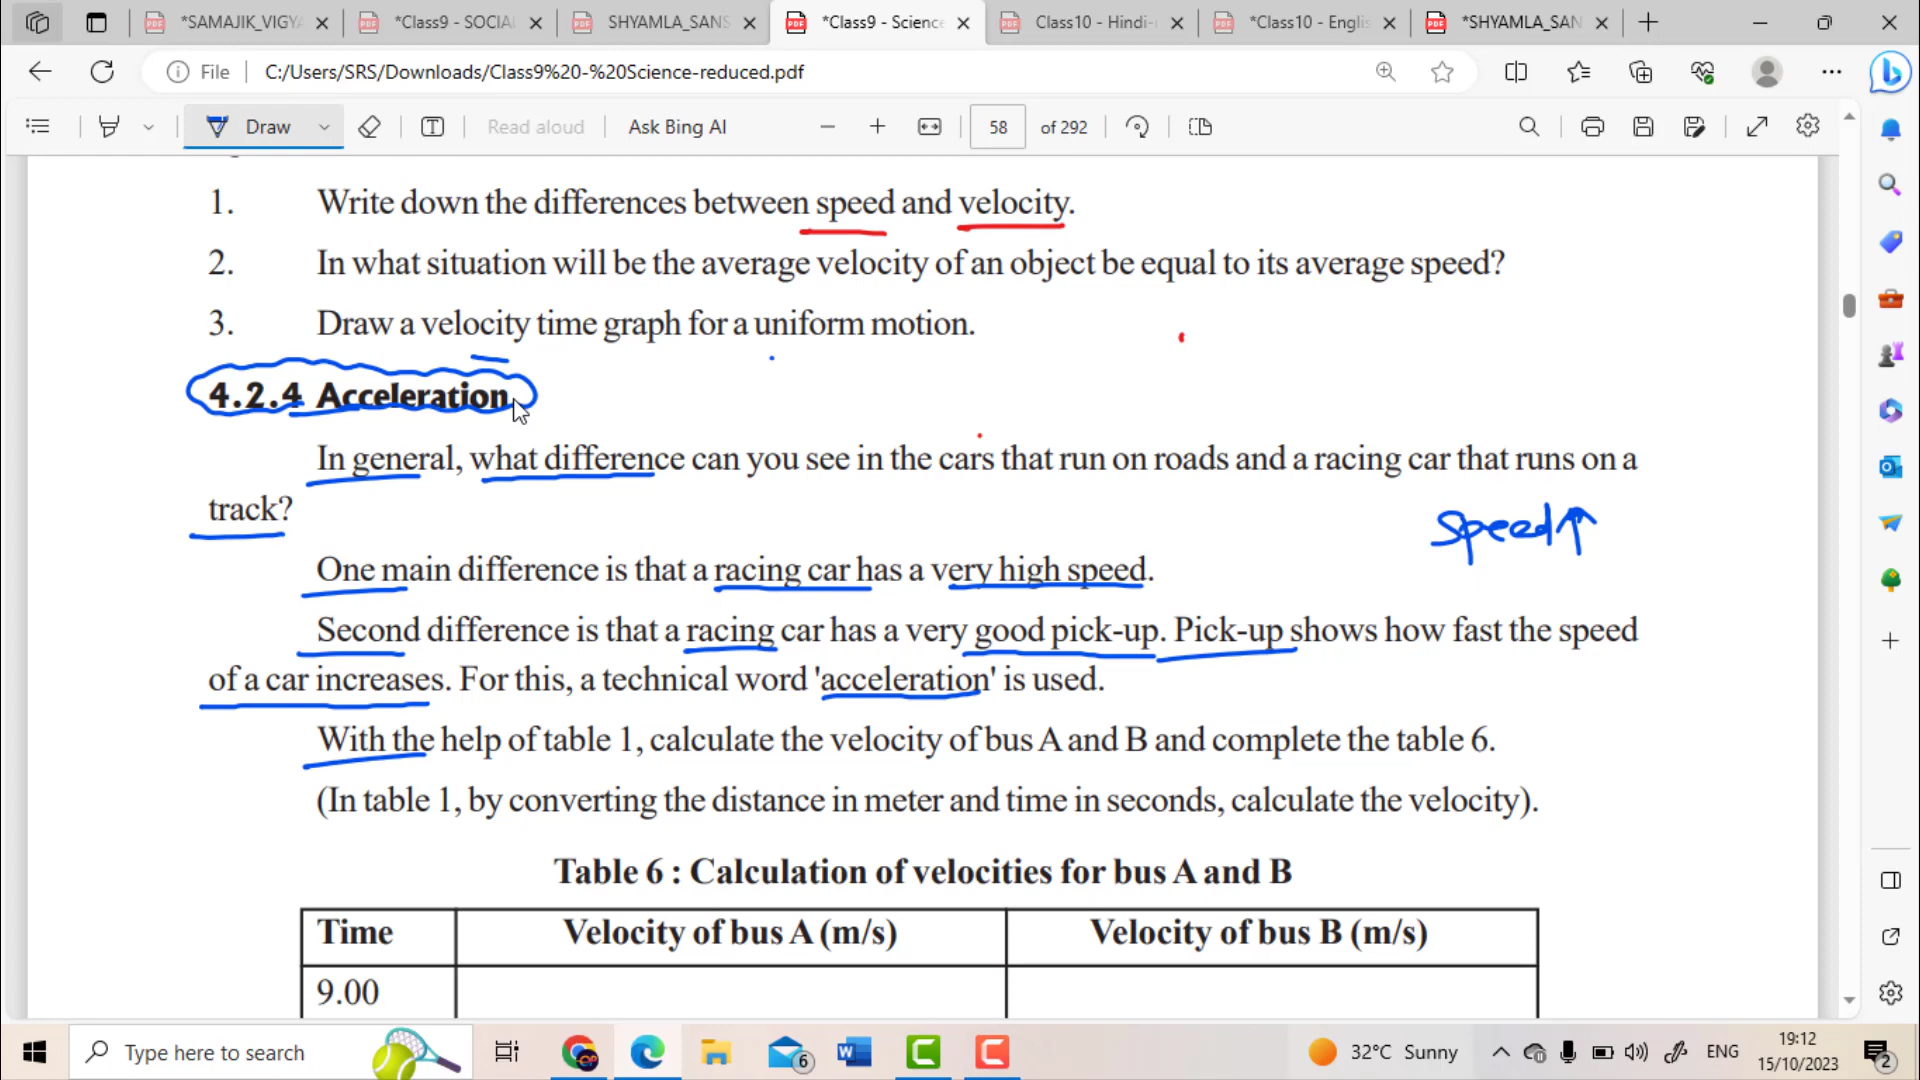 *SAMAJIK_VIGYA
*Class9 - SOCIAL
SHYAMLA_SANS
*Class9 - Science
Class10 - Hindi-
*Class10 - Englis
*SHYAMLA_SAN
File
C:/Users/SRS/Downloads/Class9%20-%20Science-reduced.pdf
Draw
Read aloud
Ask Bing AI
58 of 292
1. Write down the differences between speed and velocity.
2. In what situation will be the average velocity of an object be equal to its average speed?
3. Draw a velocity time graph for a uniform motion.
4.2.4 Acceleration
In general, what difference can you see in the cars that run on roads and a racing car that runs on a
track?
Speed↑
One main difference is that a racing car has a very high speed.
Second difference is that a racing car has a very good pick-up. Pick-up shows how fast the speed
of a car increases. For this, a technical word 'acceleration' is used.
With the help of table 1, calculate the velocity of bus A and B and complete the table 6.
(In table 1, by converting the distance in meter and time in seconds, calculate the velocity).
Table 6 : Calculation of velocities for bus A and B
Time Velocity of bus A (m/s) Velocity of bus B (m/s)
9.00
Type here to search
6
32°C Sunny
ENG
19:12
15/10/2023
2